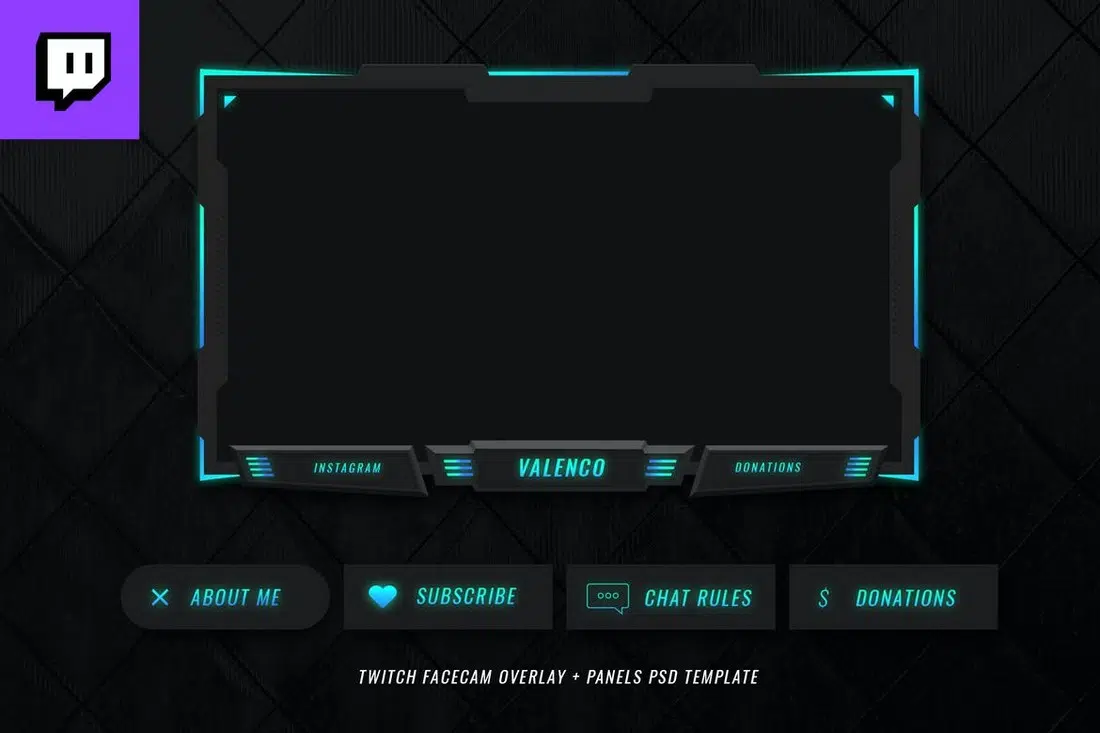 INSTAGRAM
VALENCO
DONATIONS
ABOUT ME
SUBSCRIBE
CHAT RULES
$ DONATIONS
TWITCH FACECAM OVERLAY + PANELS PSD TEMPLATE